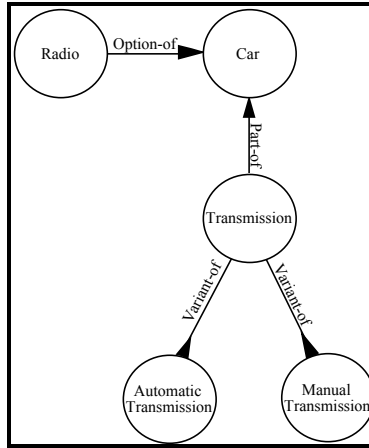 Radio
Option-of
Car
Part-of
Transmission
Variant-of
Variant-of
Automatic
Transmission
Manual
Transmission